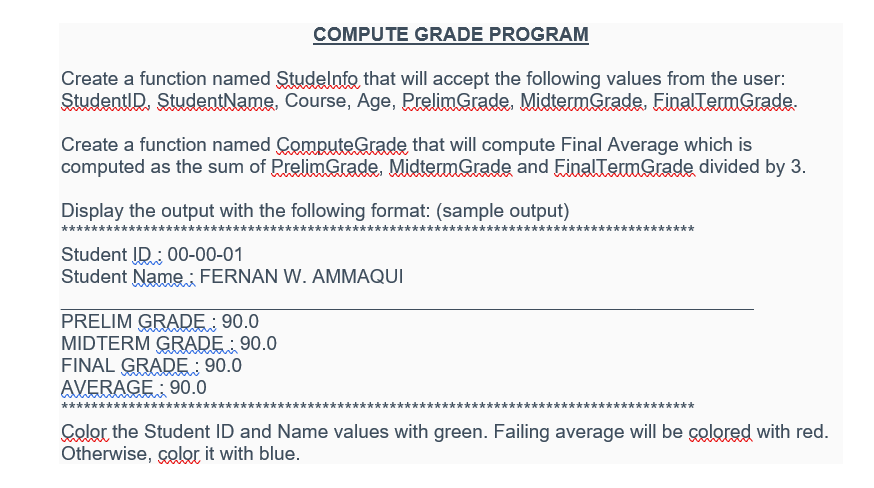 COMPUTE GRADE PROGRAM
Create a function named StudeInfo that will accept the following values from the user:
StudentID, StudentName, Course, Age, PrelimGrade, MidtermGrade, FinalTermGrade.
Create a function named ComputeGrade that will compute Final Average which is
computed as the sum of PrelimGrade, MidtermGrade and FinalTermGrade divided by 3.
Display the output with the following format: (sample output)
*****************************************************************************************
Student ID : 00-00-01
Student Name : FERNAN W. AMMAQUI
PRELIM GRADE : 90.0
MIDTERM GRADE : 90.0
FINAL GRADE : 90.0
AVERAGE : 90.0
*****************************************************************************************
Color the Student ID and Name values with green. Failing average will be colored with red.
Otherwise, color it with blue.